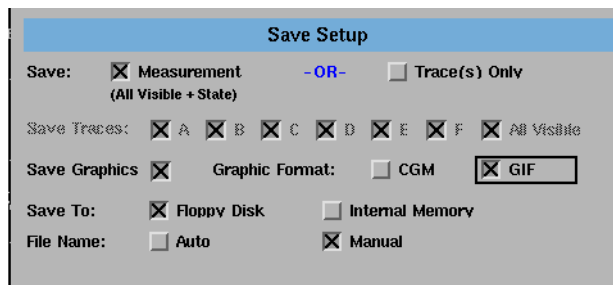 Save Setup
Save: Measurement -OR- Trace(s) Only
(All Visible + State)
Save Traces: A B C D E F All Visible
Save Graphics Graphic Format: CGM GIF
Save To: Floppy Disk Internal Memory
File Name: Auto Manual